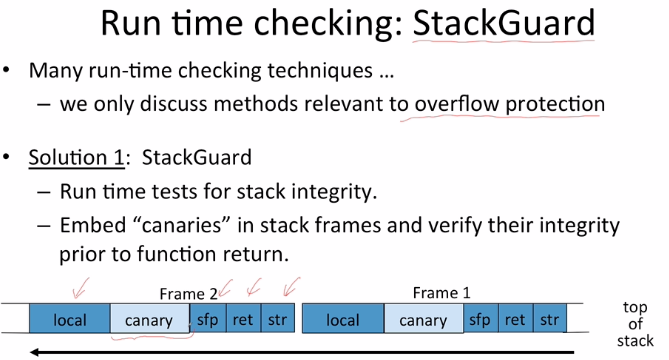 Run time checking: StackGuard
• Many run-time checking techniques …
– we only discuss methods relevant to overflow protection
• Solution 1: StackGuard
– Run time tests for stack integrity.
– Embed “canaries” in stack frames and verify their integrity
prior to function return.
Frame 2 Frame 1
local canary sfp ret str local canary sfp ret str
top
of
stack